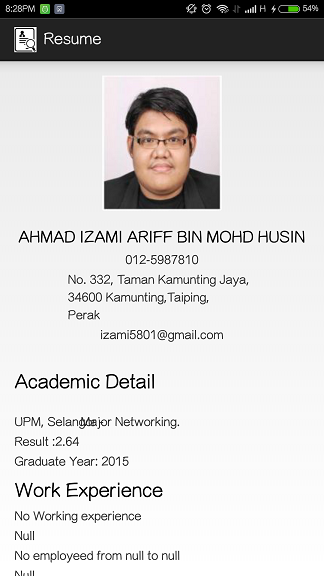 8:28PM H 54%
Resume
AHMAD IZAMI ARIFF BIN MOHD HUSIN
012-5987810
No. 332, Taman Kamunting Jaya,
34600 Kamunting,Taiping,
Perak
izami5801@gmail.com
Academic Detail
UPM, Selangor Major Networking.
Result :2.64
Graduate Year: 2015
Work Experience
No Working experience
Null
No employeed from null to null
Null